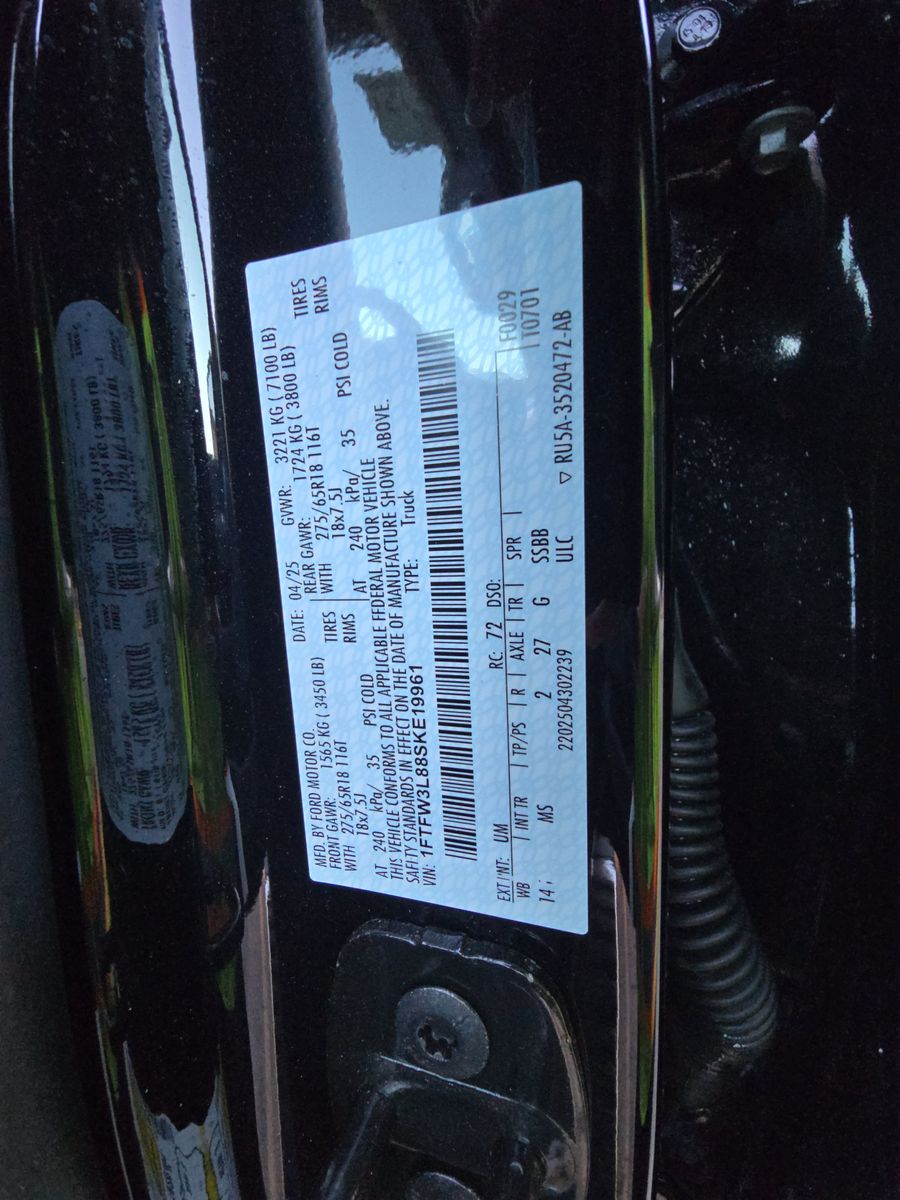 MFD. BY FORD MOTOR CO.
DATE: 04/25 GVWR: 3221 KG ( 7100 LB)
FRONT GAWR: 1565 KG ( 3450 LB) REAR GAWR: 1724 KG ( 3800 LB)
WITH 275/65R18 116T TIRES WITH 275/65R18 116T TIRES
18x7.5J RIMS 18x7.5J RIMS
AT 240 kPa/ 35 PSI COLD AT 240 kPa/ 35 PSI COLD
THIS VEHICLE CONFORMS TO ALL APPLICABLE FEDERAL MOTOR VEHICLE
SAFITY STANDARDS IN EFFECT ON THE DATE OF MANUFACTURE SHOWN ABOVE.
VIN: 1FTFW3L88SKE19961 TYPE: Truck
EXT INT: UM RC: 72 DSO: F0029
WB INT TR TP/PS R AXLE TR SPR T0701
14 MS 2 27 G SSBB
2202504302239 ULC ▽ RU5A-3520472-AB